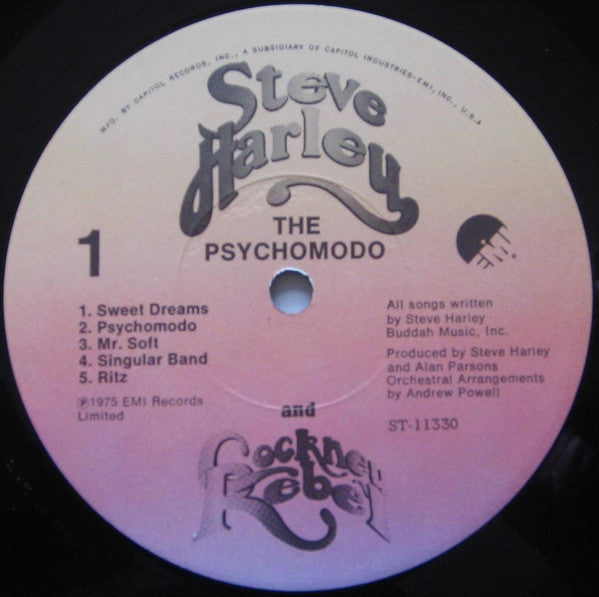 MFG. BY CAPITOL RECORDS, INC., A SUBSIDIARY OF CAPITOL INDUSTRIES-EMI, INC., U.S.A.
Steve
Harley
THE
PSYCHOMODO
1
EMI
1. Sweet Dreams
2. Psychomodo
3. Mr. Soft
4. Singular Band
5. Ritz
℗1975 EMI Records
Limited
All songs written
by Steve Harley
Buddah Music, Inc.
Produced by Steve Harley
and Alan Parsons
Orchestral Arrangements
by Andrew Powell
ST-11330
and
Cockney
Rebel